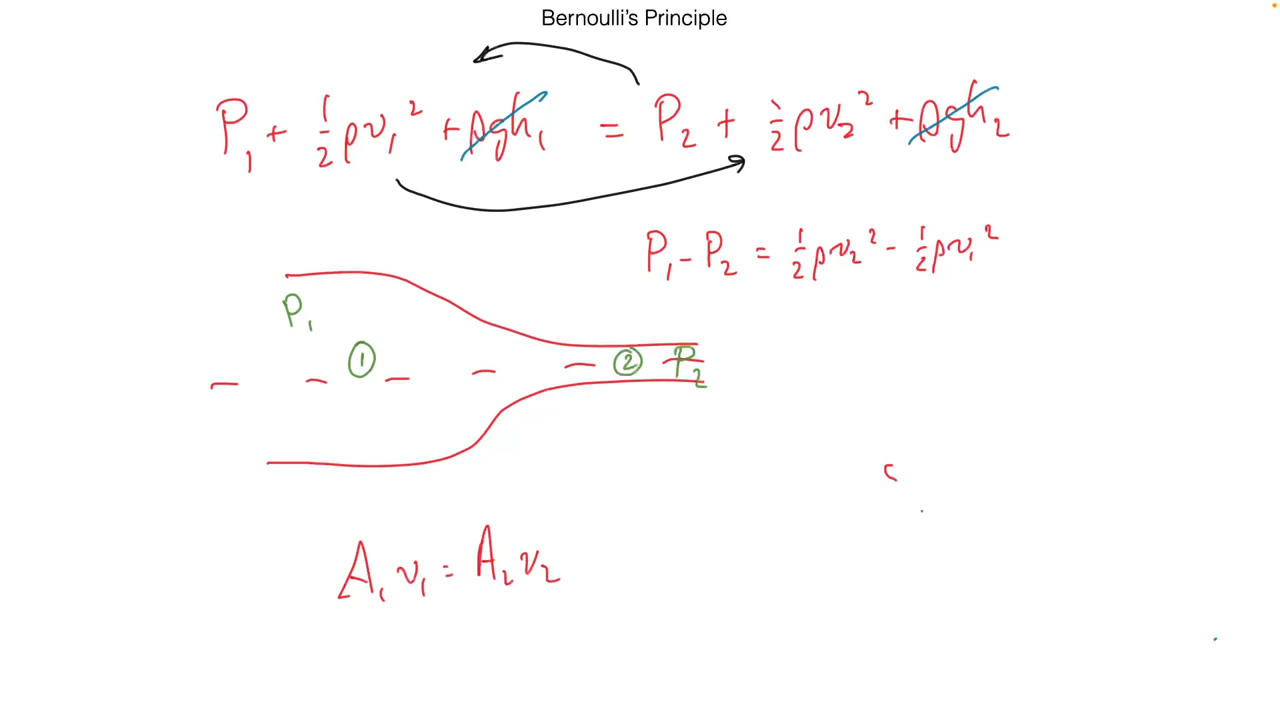 Bernoulli's Principle
P₁ + ½ρv₁² + ρgh₁ = P₂ + ½ρv₂² + ρgh₂
P₁ - P₂ = ½ρv₂² - ½ρv₁²
P₁
① ② P₂
A₁v₁ = A₂v₂